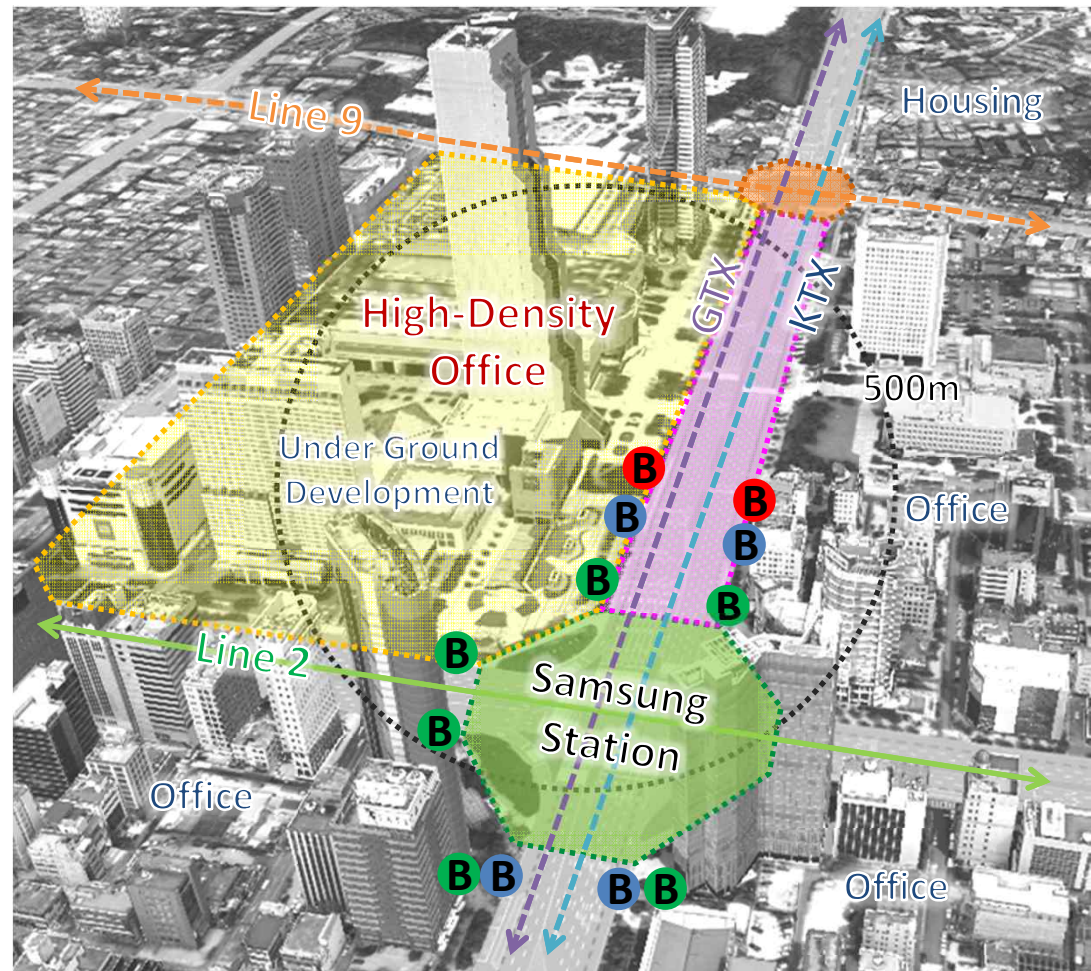 Housing
Line 9
GTX
KTX
High-Density
Office
500m
Under Ground
Development
B
B
Office
B
B
B
B
B
Line 2
Samsung
Station
B
Office
B
B
B
B
Office